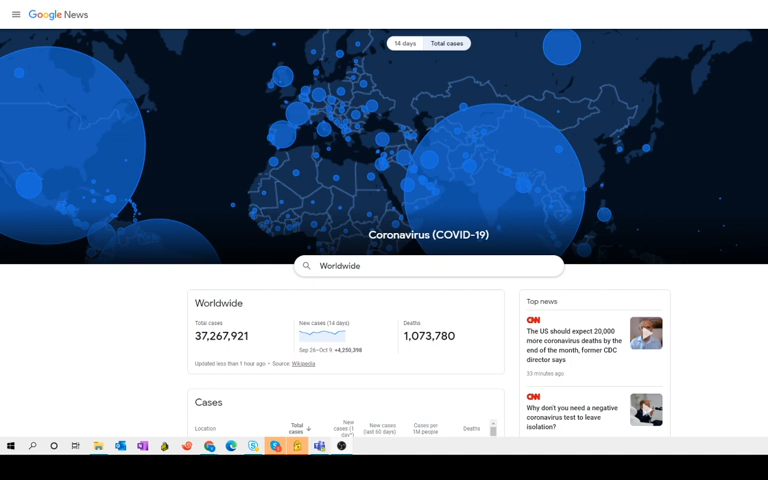 Google News
14 days Total cases
Coronavirus (COVID-19)
Worldwide
Worldwide
Total cases
37,267,921
New cases (14 days)
Sep 26–Oct 9 +4,250,398
Deaths
1,073,780
Updated less than 1 hour ago • Source: Wikipedia
Cases
Location
Total
cases
New
cases (1
day*)
New cases
(last 60 days)
Cases per
1M people
Deaths
Top news
CNN
The US should expect 20,000
more coronavirus deaths by the
end of the month, former CDC
director says
33 minutes ago
CNN
Why don't you need a negative
coronavirus test to leave
isolation?